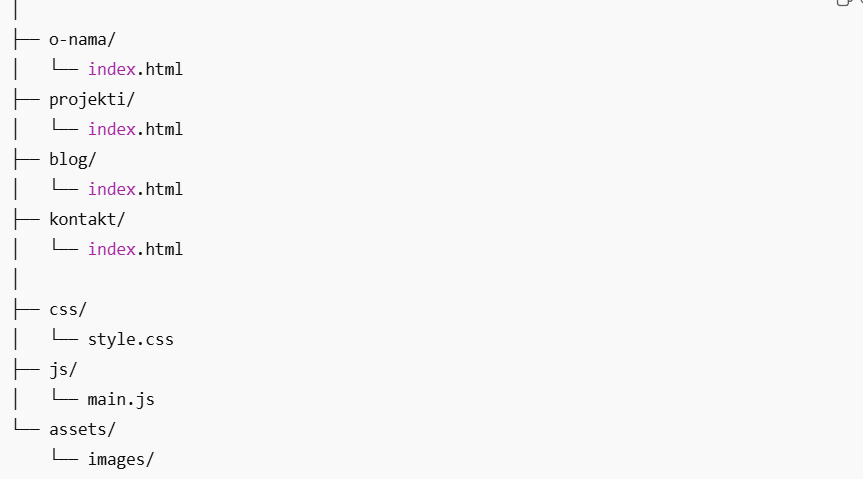 │
├── o-nama/
│   └── index.html
├── projekti/
│   └── index.html
├── blog/
│   └── index.html
├── kontakt/
│   └── index.html
│
├── css/
│   └── style.css
├── js/
│   └── main.js
└── assets/
    └── images/